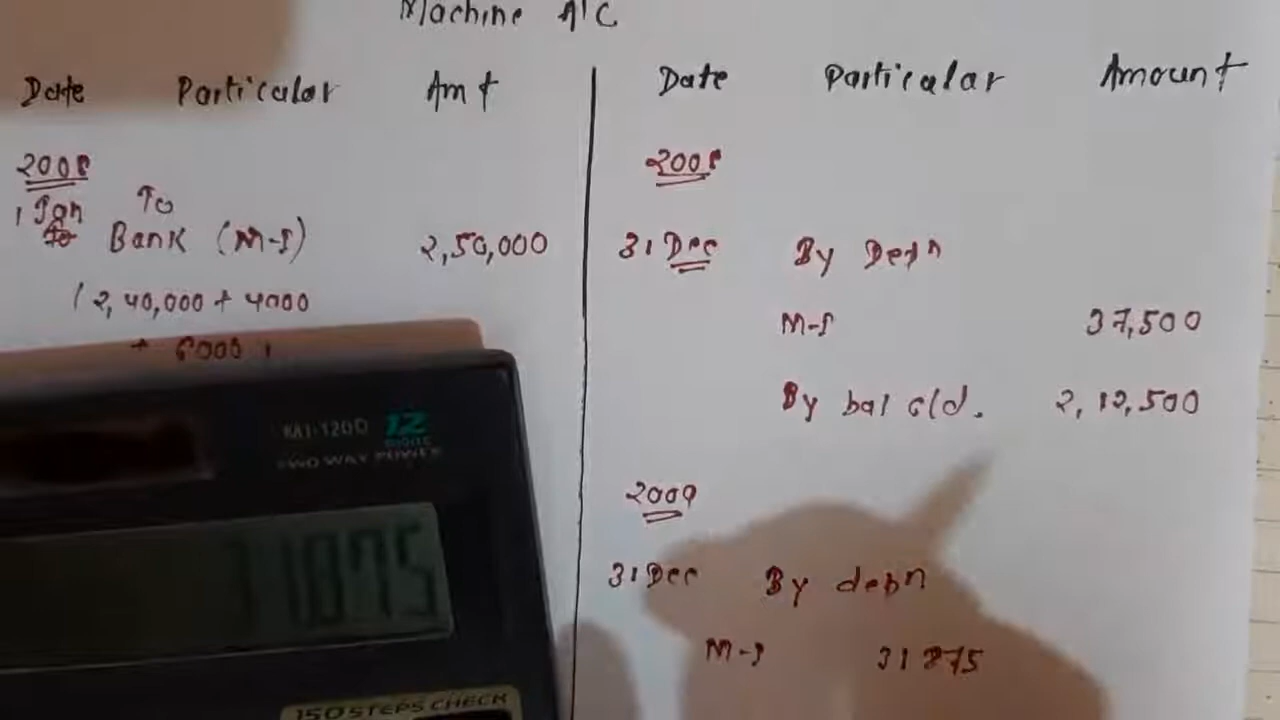 Machine A/C
Date Particular Amt
2008
1 Jan To
Bank (M-I) 2,50,000
( 2,40,000 + 4000
+ 6000 )
Date Particular Amount
2008
31 Dec By Depn
M-I 37,500
By bal c/d. 2,12,500
2009
31 Dec By depn
M-I 31875
12
DIGITS
TWO WAY POWER
31875
150 STEPS CHECK